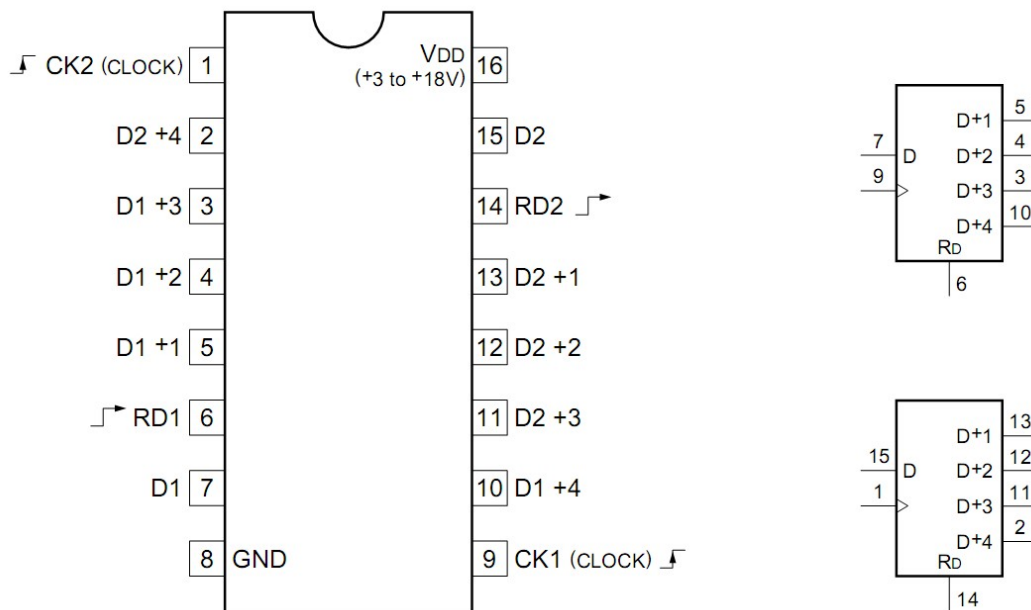 CK2 (CLOCK) 1
VDD 16
(+3 to +18V)
D2 +4 2
15 D2
D1 +3 3
14 RD2
D1 +2 4
13 D2 +1
D1 +1 5
12 D2 +2
RD1 6
11 D2 +3
D1 7
10 D1 +4
8 GND
9 CK1 (CLOCK)
D+1 5
7 D D+2 4
9 D+3 3
D+4 10
RD
6
D+1 13
15 D D+2 12
1 D+3 11
D+4 2
RD
14